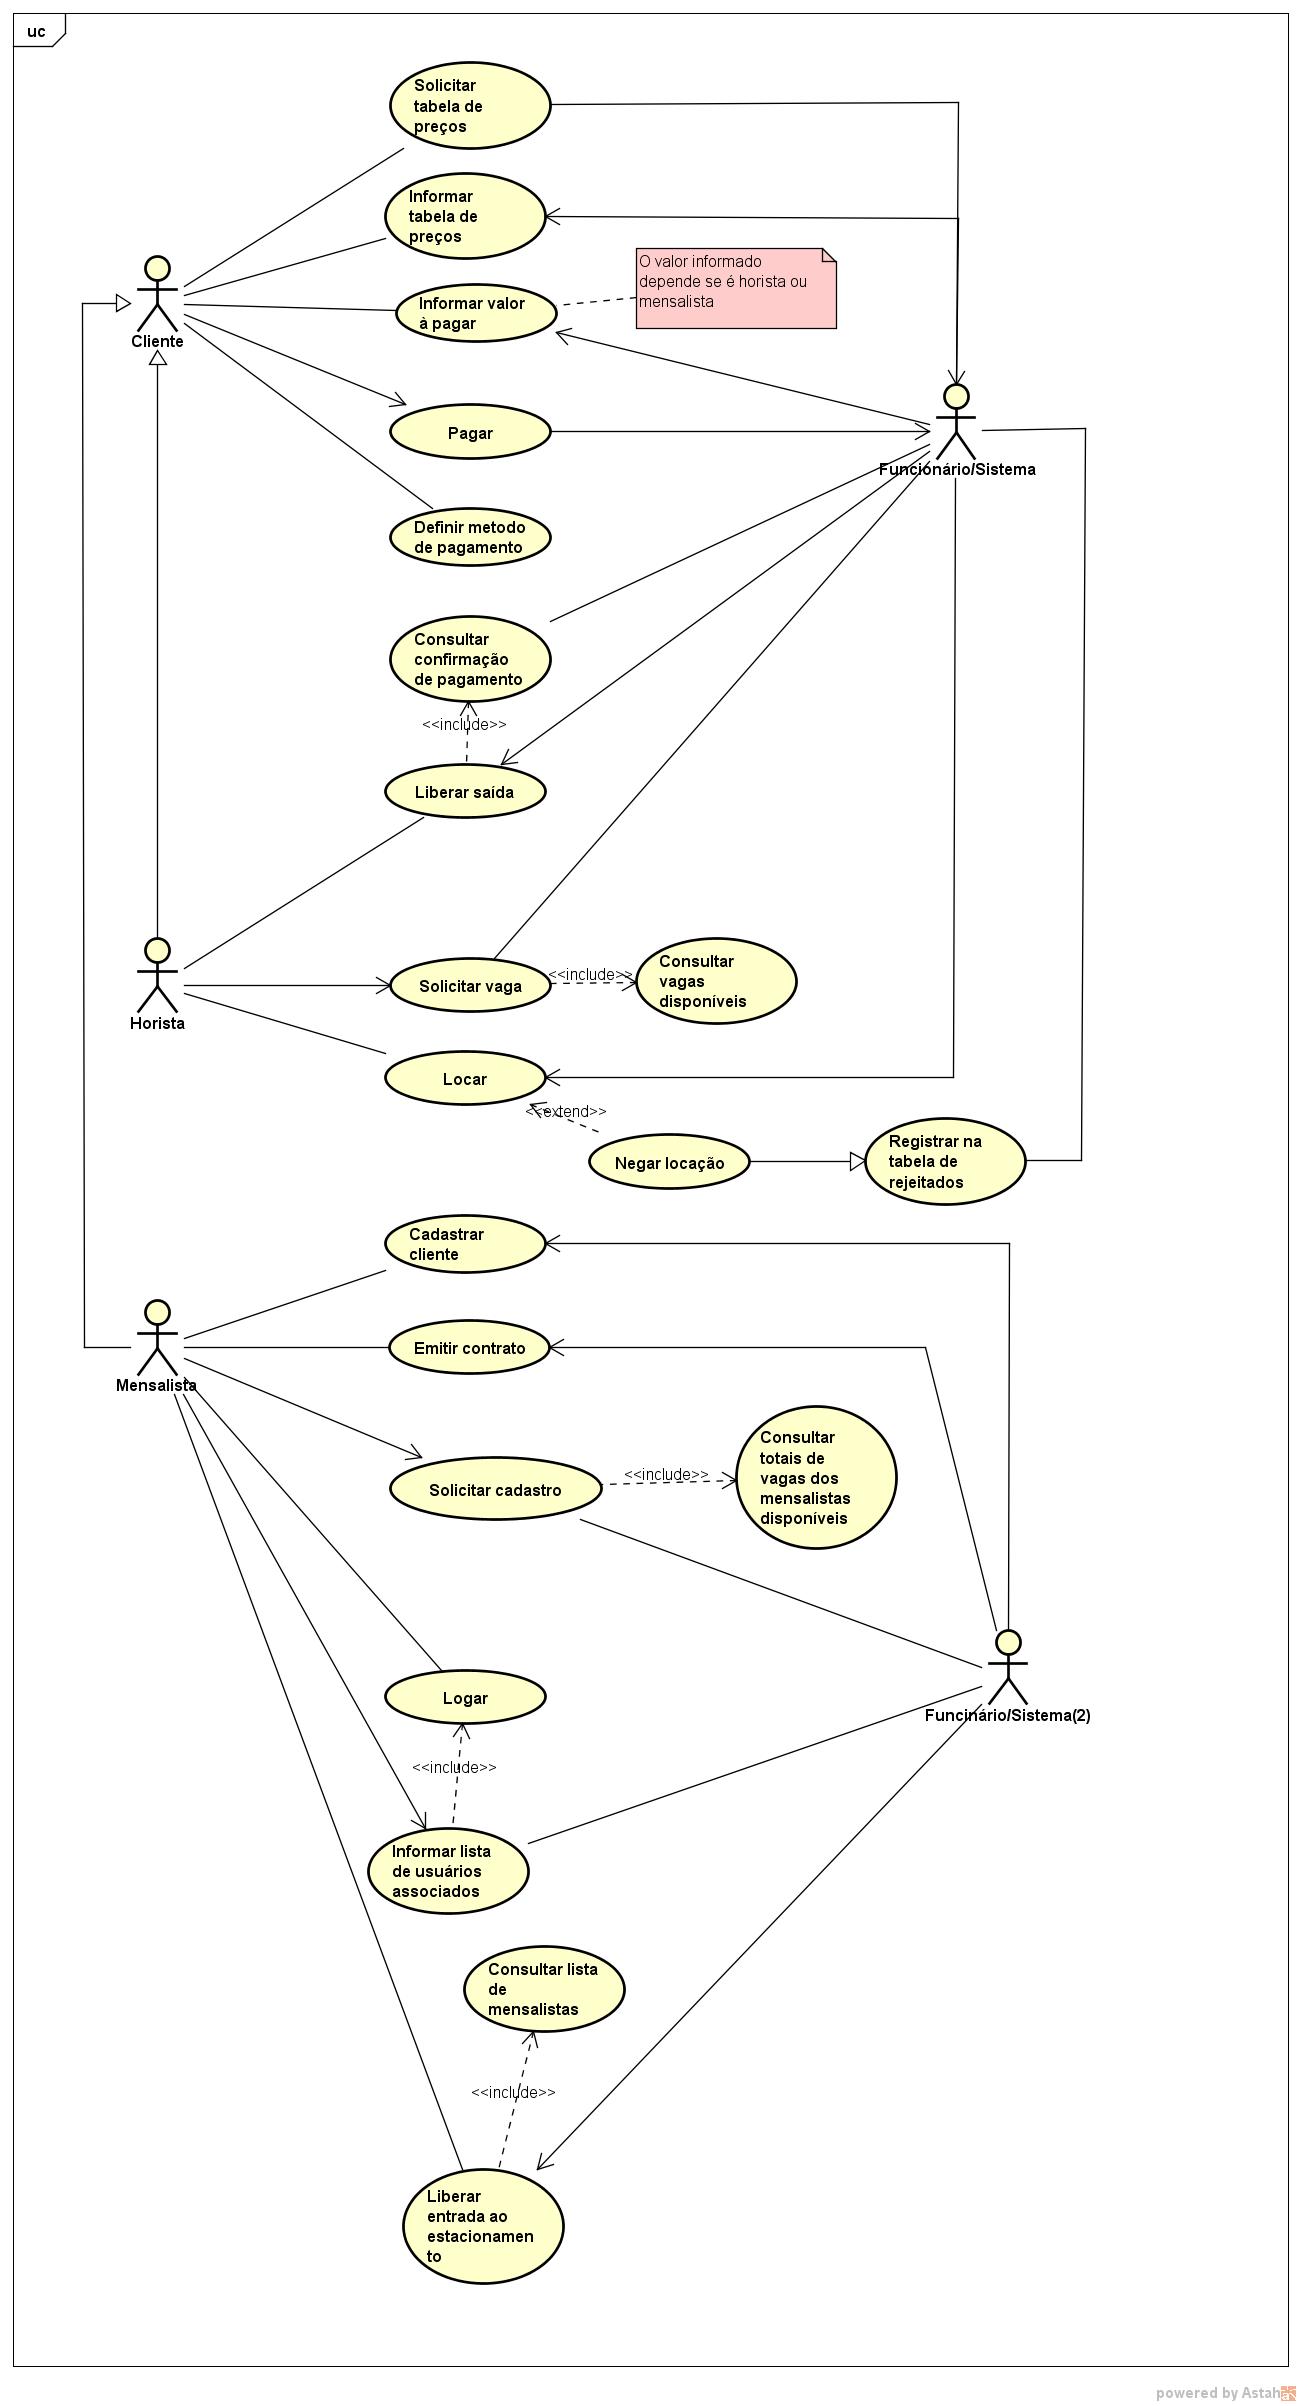 uc
Solicitar
tabela de
preços
Informar
tabela de
preços
O valor informado
depende se é horista ou
mensalista
Informar valor
à pagar
Cliente
Pagar
Funcionário/Sistema
Definir metodo
de pagamento
Consultar
confirmação
de pagamento
<<include>>
Liberar saída
Solicitar vaga
<<include>>
Consultar
vagas
disponíveis
Horista
Locar
<<extend>>
Negar locação
Registrar na
tabela de
rejeitados
Cadastrar
cliente
Emitir contrato
Mensalista
Consultar
totais de
vagas dos
mensalistas
disponíveis
<<include>>
Solicitar cadastro
Logar
Funcinário/Sistema(2)
<<include>>
Informar lista
de usuários
associados
Consultar lista
de
mensalistas
<<include>>
Liberar
entrada ao
estacionamen
to
powered by Astah